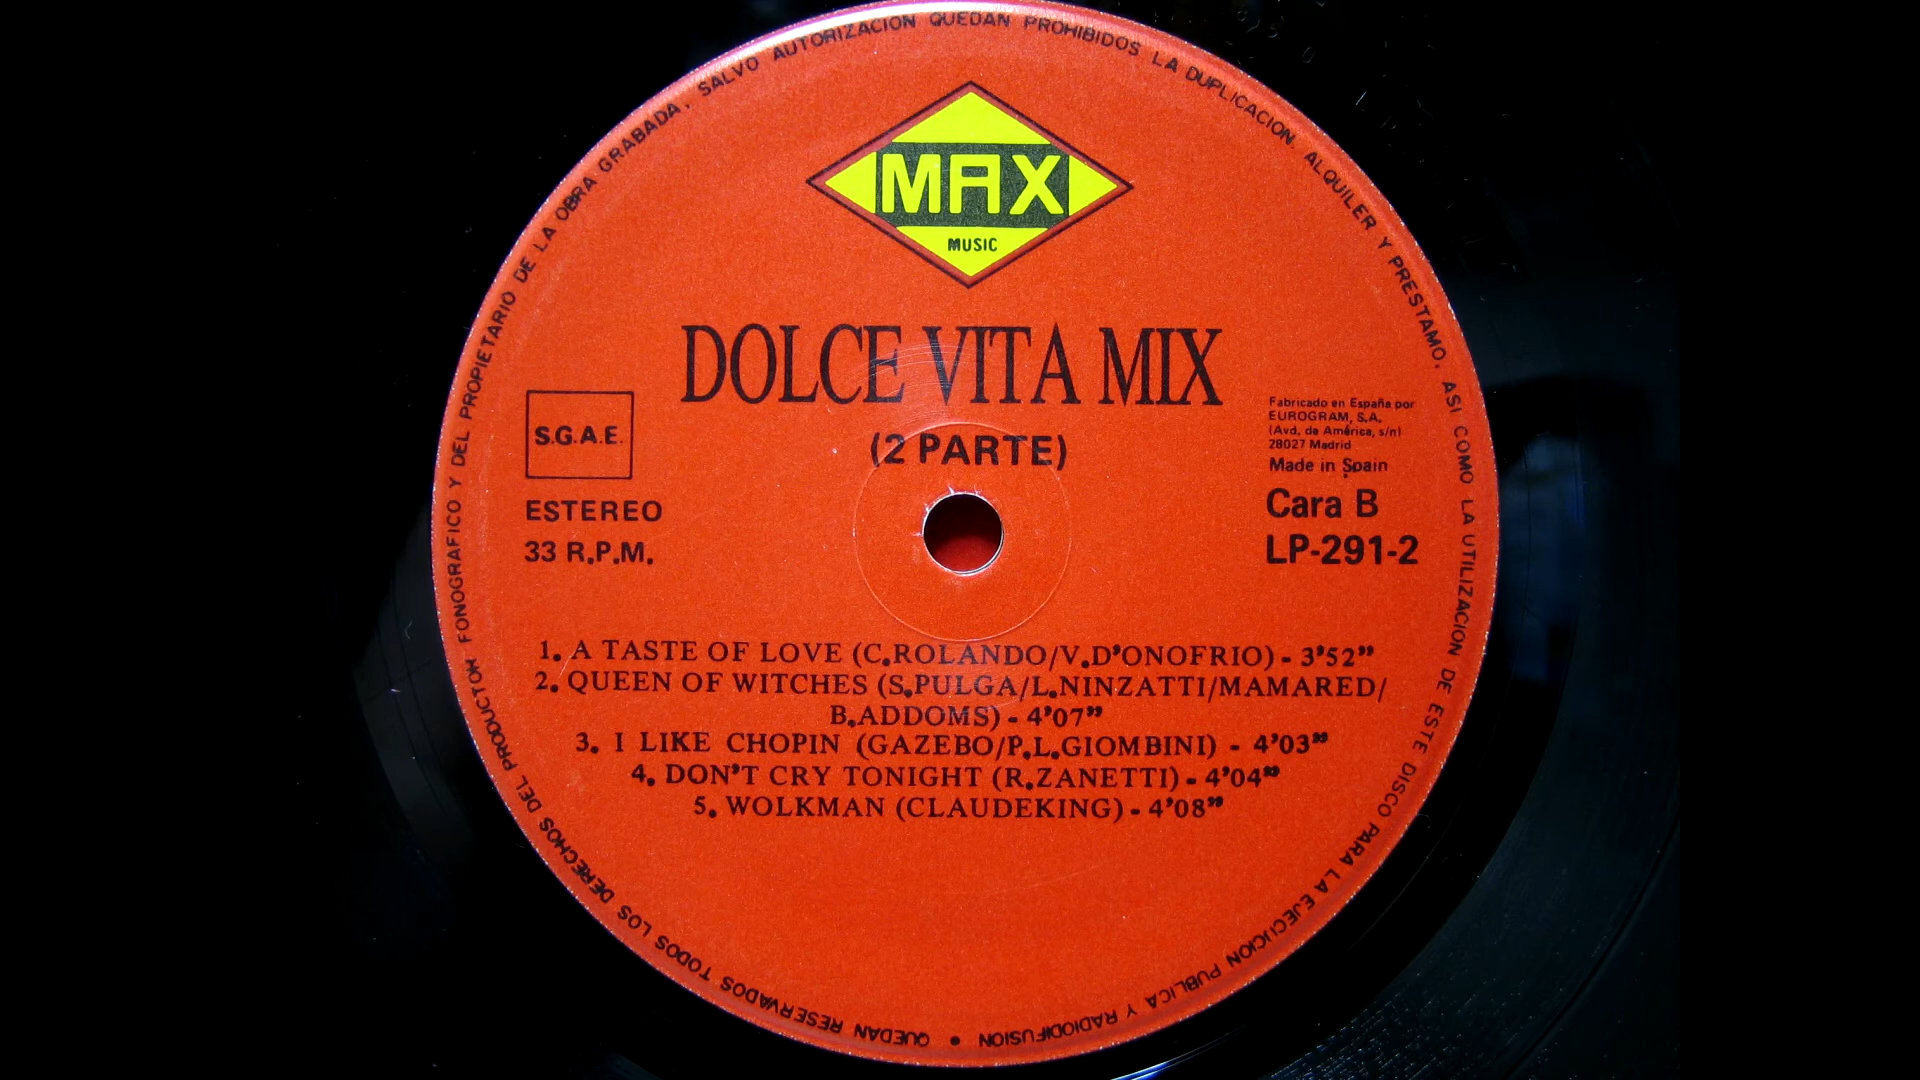 QUEDAN RESERVADOS TODOS LOS DERECHOS DEL PRODUCTOR FONOGRAFICO Y DEL PROPIETARIO DE LA OBRA GRABADA. SALVO AUTORIZACION QUEDAN PROHIBIDOS LA DUPLICACION. ALQUILER Y PRESTAMO, ASI COMO LA UTILIZACION DE ESTE DISCO PARA LA EJECUCION PUBLICA Y RADIODIFUSION •
MAX
MUSIC
DOLCE VITA MIX
(2 PARTE)
S.G.A.E.
ESTEREO
33 R.P.M.
Fabricado en España por
EUROGRAM, S.A.
(Avd. de América, s/n)
28027 Madrid
Made in Spain
Cara B
LP-291-2
1. A TASTE OF LOVE (C.ROLANDO/V.D'ONOFRIO) - 3'52"
2. QUEEN OF WITCHES (S.PULGA/L.NINZATTI/MAMARED/
B.ADDOMS) - 4'07"
3. I LIKE CHOPIN (GAZEBO/P.L.GIOMBINI) - 4'03"
4. DON'T CRY TONIGHT (R.ZANETTI) - 4'04"
5. WOLKMAN (CLAUDEKING) - 4'08"